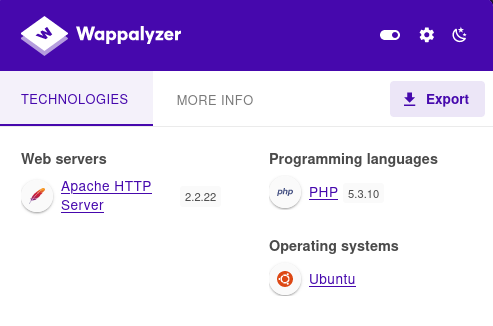 Wappalyzer
TECHNOLOGIES
MORE INFO
Export
Web servers
Apache HTTP
Server
2.2.22
Programming languages
php
PHP
5.3.10
Operating systems
Ubuntu